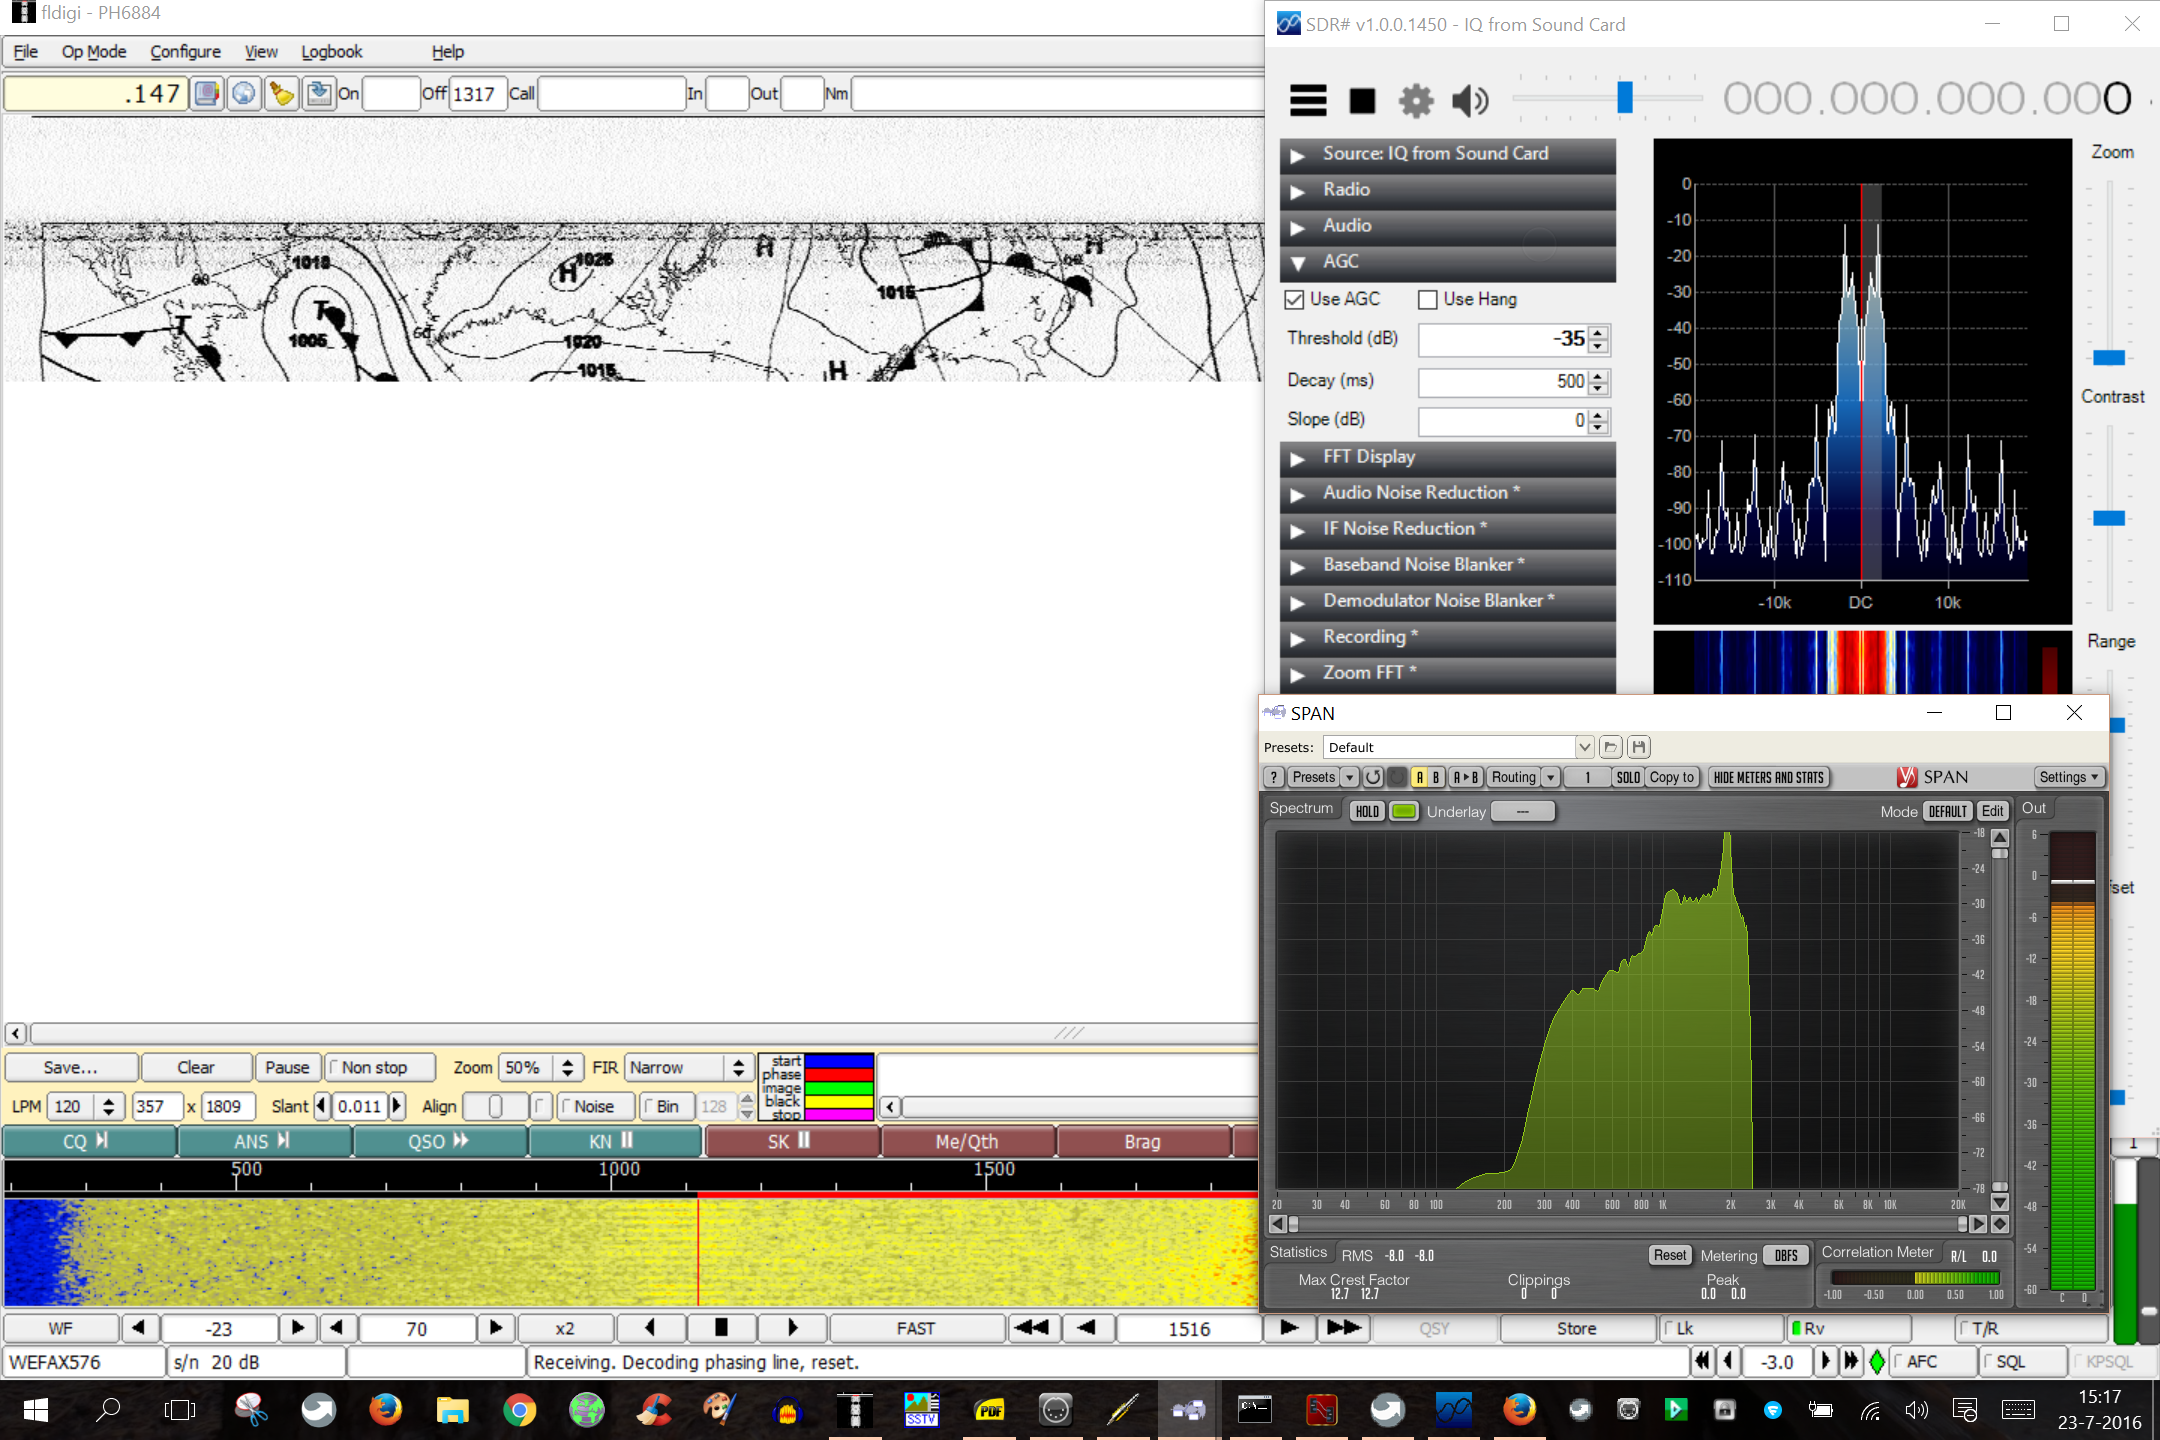 fldigi - PH6884
File Op Mode Configure View Logbook Help
.147 On Off 1317 Call In Out Nm
1018 1025 H H H
60 1015 60
T T 1005 1020
1015 H
Save... Clear Pause Non stop Zoom 50% FIR Narrow
start
phase
image
black
stop
LPM 120 357 x 1809 Slant 0.011 Align Noise Bin 128
CQ ANS QSO KN SK Me/Qth Brag
500 1000 1500
WF -23 70 x2 FAST 1516 QSY Store Lk Rv T/R
WEFAX576 s/n 20 dB Receiving. Decoding phasing line, reset. -3.0 AFC SQL KPSQL
SDR# v1.0.0.1450 - IQ from Sound Card
000.000.000.000
Source: IQ from Sound Card
Radio
Audio
AGC
Use AGC Use Hang
Threshold (dB) -35
Decay (ms) 500
Slope (dB) 0
FFT Display
Audio Noise Reduction *
IF Noise Reduction *
Baseband Noise Blanker *
Demodulator Noise Blanker *
Recording *
Zoom FFT *
0
-10
-20
-30
-40
-50
-60
-70
-80
-90
-100
-110
-10k DC 10k
Zoom
Contrast
Range
fset
1
SPAN
Presets: Default
? Presets A B A▸B Routing 1 SOLO Copy to HIDE METERS AND STATS SPAN Settings
Spectrum HOLD Underlay --- Mode DEFAULT Edit Out
-18
-24
-30
-36
-42
-48
-54
-60
-66
-72
-78
20 30 40 60 80 100 200 300 400 600 800 1K 2K 3K 4K 6K 8K 10K 20K
6
0
-6
-12
-18
-24
-30
-36
-42
-48
-54
-60
C D
Statistics RMS -8.0 -8.0 Reset Metering DBFS Correlation Meter R/L 0.0
Max Crest Factor Clippings Peak
12.7 12.7 0 0 0.0 0.0
-1.00 -0.50 0.00 0.50 1.00
SSTV
PDF
C:\
15:17
23-7-2016